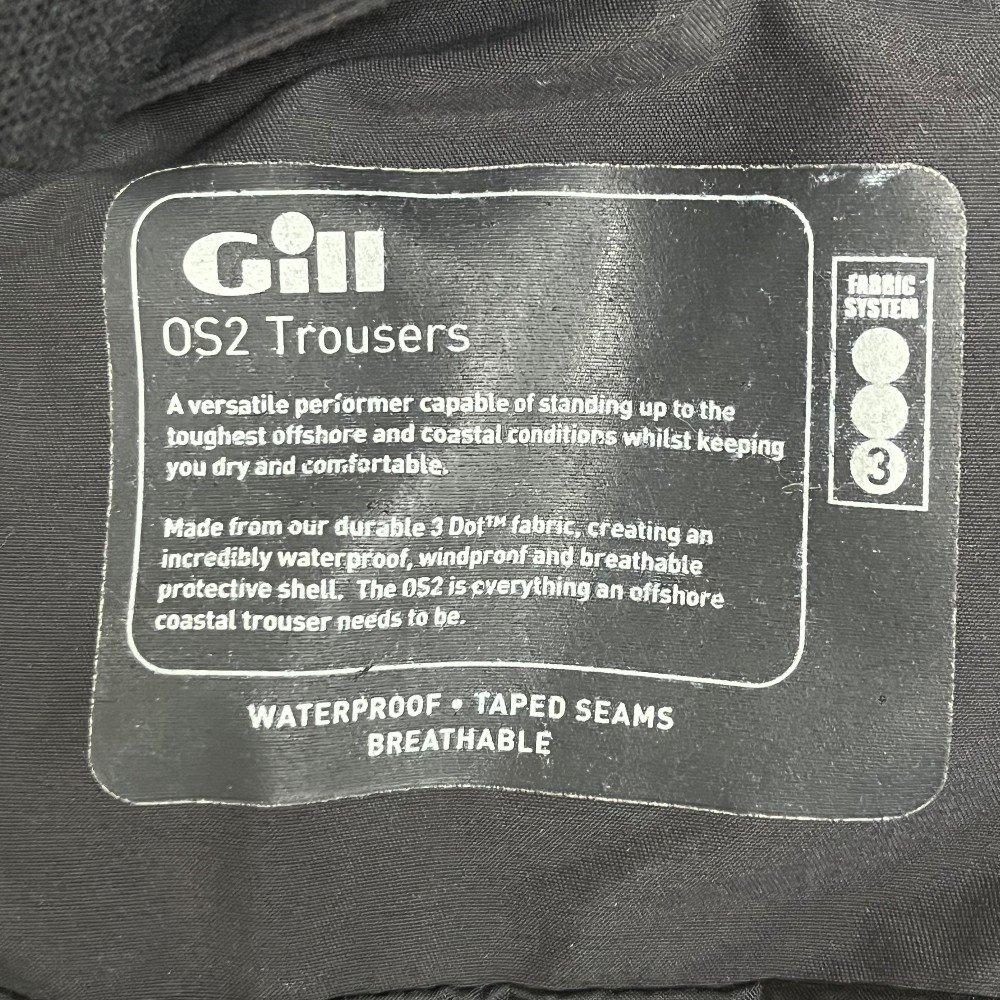 Gill
OS2 Trousers
A versatile performer capable of standing up to the
toughest offshore and coastal conditions whilst keeping
you dry and comfortable.
Made from our durable 3 Dot™ fabric, creating an
incredibly waterproof, windproof and breathable
protective shell. The OS2 is everything an offshore
coastal trouser needs to be.
WATERPROOF • TAPED SEAMS
BREATHABLE
FABRIC
SYSTEM
3